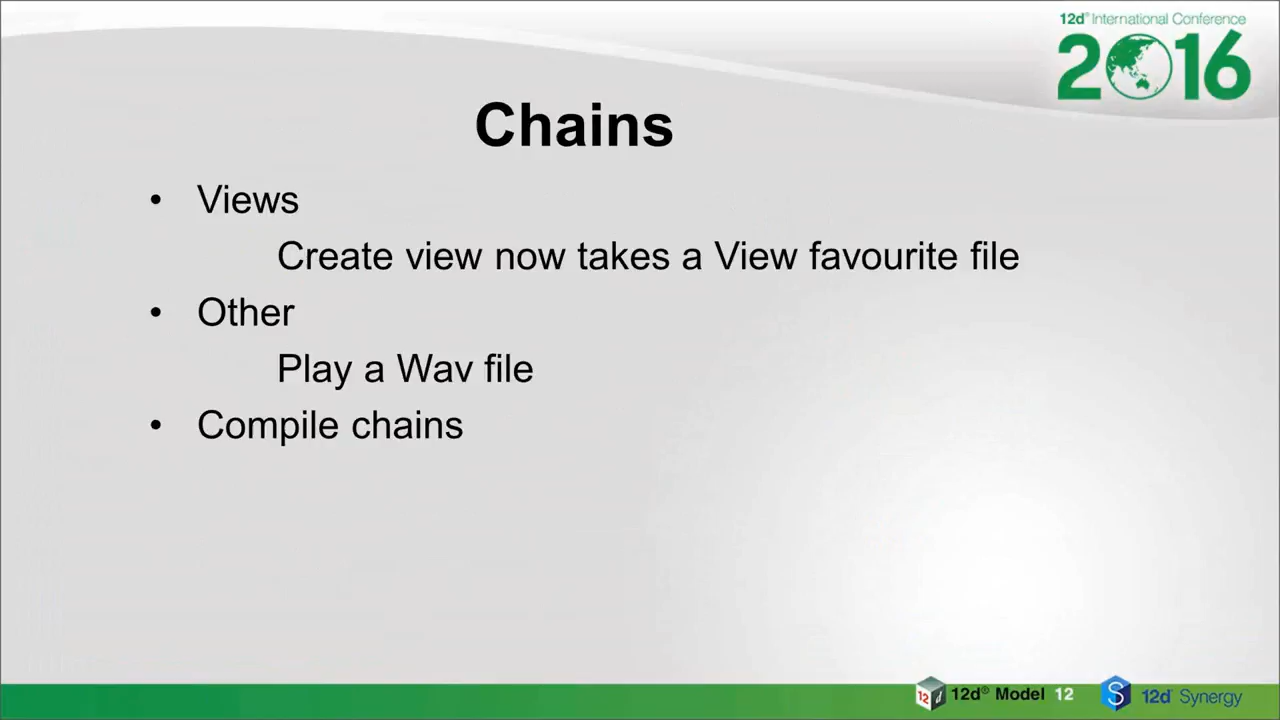 12d® International Conference
2016
Chains
• Views
Create view now takes a View favourite file
• Other
Play a Wav file
• Compile chains
12d® Model 12
12d Synergy